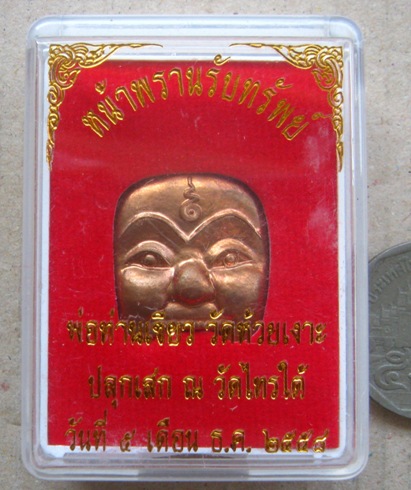 หน้าพรานรับทรัพย์
พ่อท่านเขียว วัดห้วยเงาะ
ปลุกเสก ณ วัดไทรใต้
วันที่ ๕ เดือน ธ.ค. ๒๕๕๘